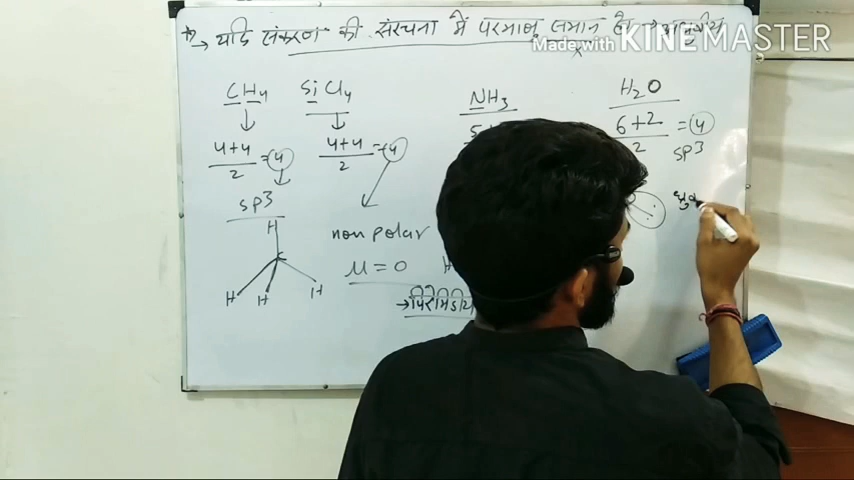 → यदि संकरण की संरचना में परमाणु समान है →
Made with KINEMASTER
CH4 SiCl4 NH3 H2O
4+4/2 = 4 4+4/2 = 4 6+2/2 = 4
sp3 sp3
H
non polar
μ = 0 H
H H H
→ पिरामिडीय